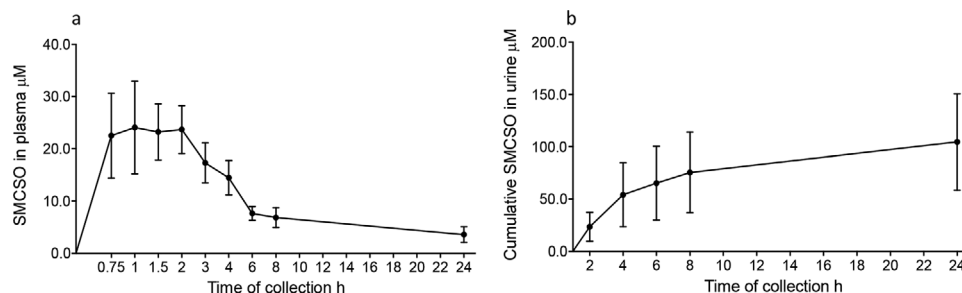 a
SMCSO in plasma μM
40.0
30.0
20.0
10.0
0.0
0.75 1 1.5 2 3 4 6 8 10 12 14 16 18 20 22 24
Time of collection h
b
Cumulative SMCSO in urine μM
200.0
150.0
100.0
50.0
0.0
2 4 6 8 10 12 14 16 18 20 22 24
Time of collection h